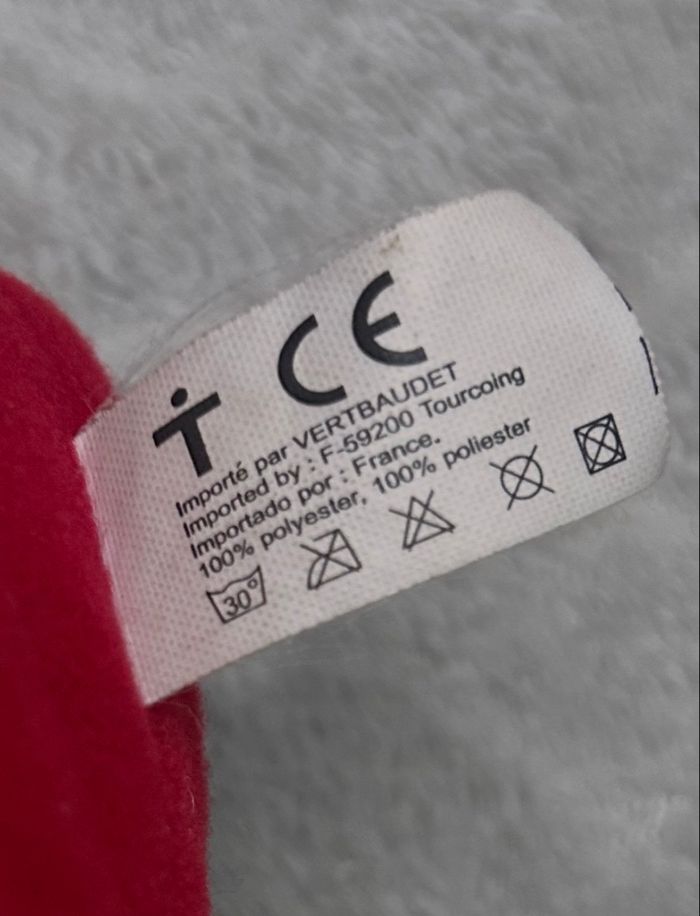 CE
Importé par VERTBAUDET
Imported by : F-59200 Tourcoing
Importado por : France.
100% polyester, 100% poliester
30°